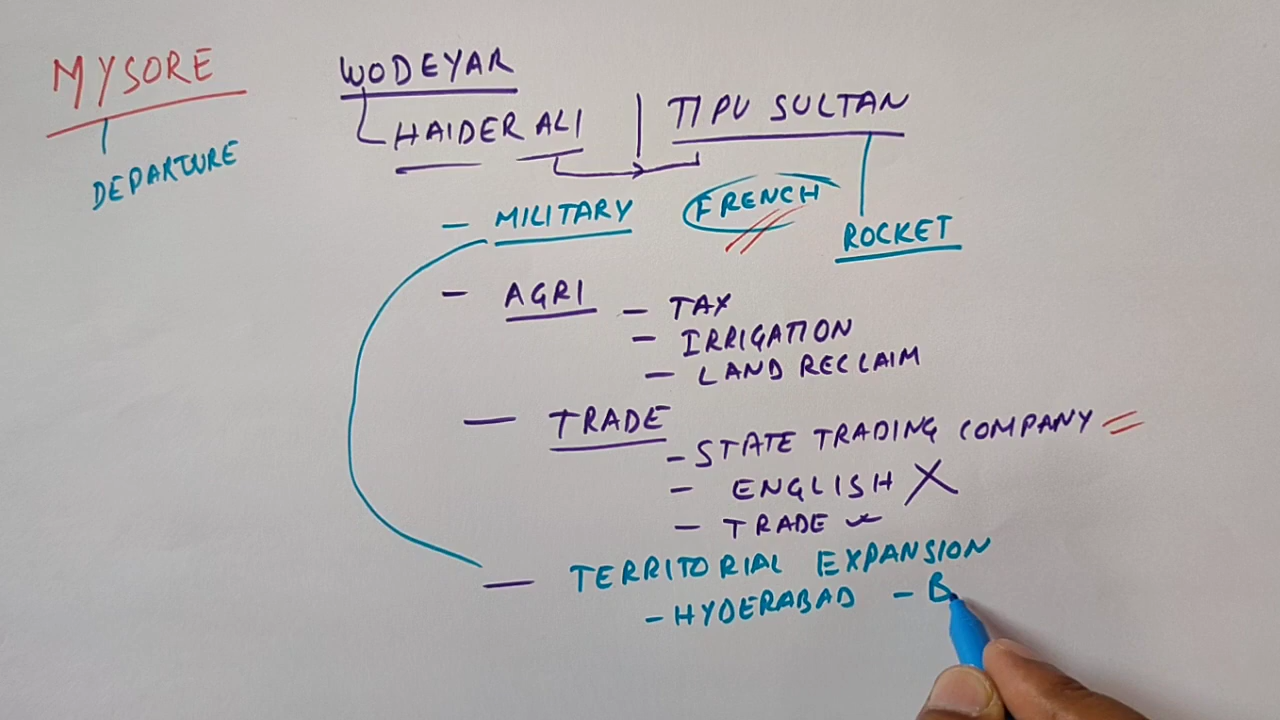 MYSORE
DEPARTURE
WODEYAR
HAIDER ALI | TIPU SULTAN
- MILITARY FRENCH
ROCKET
- AGRI - TAX
- IRRIGATION
- LAND RECLAIM
- TRADE
- STATE TRADING COMPANY
- ENGLISH X
- TRADE ✓
- TERRITORIAL EXPANSION
- HYDERABAD - B